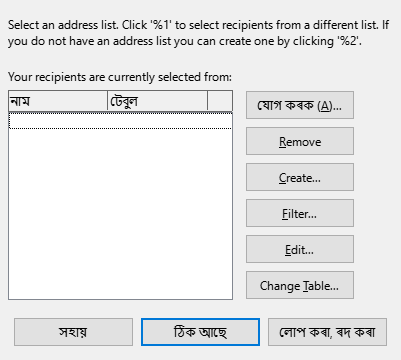 Select an address list. Click '%1' to select recipients from a different list. If
you do not have an address list you can create one by clicking '%2'.
Your recipients are currently selected from:
নাম টেবুল
যোগ কৰক (A)...
Remove
Create...
Filter...
Edit...
Change Table...
সহায় ঠিক আছে লোপ কৰা, ৰদ কৰা